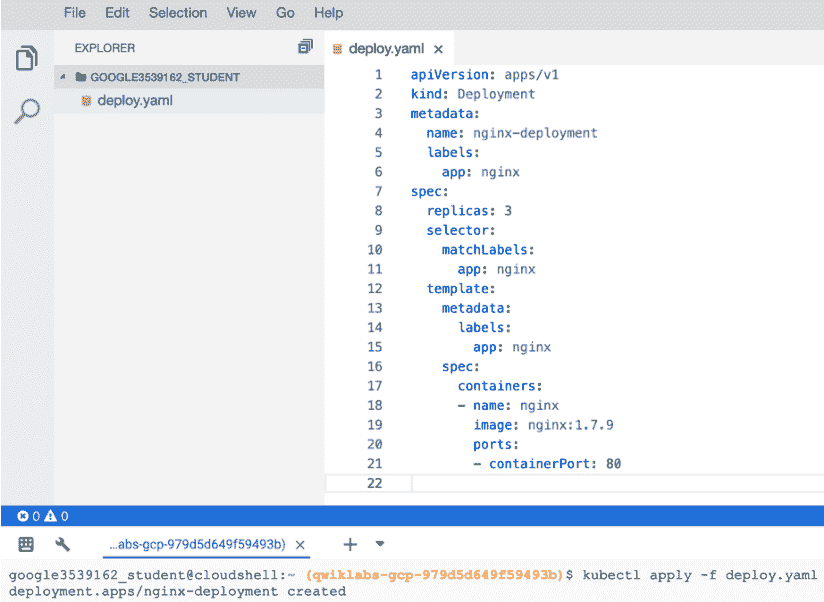 File Edit Selection View Go Help
EXPLORER
GOOGLE3539162_STUDENT
deploy.yaml
deploy.yaml ×
1 apiVersion: apps/v1
2 kind: Deployment
3 metadata:
4   name: nginx-deployment
5   labels:
6     app: nginx
7 spec:
8   replicas: 3
9   selector:
10     matchLabels:
11       app: nginx
12   template:
13     metadata:
14       labels:
15         app: nginx
16     spec:
17       containers:
18       - name: nginx
19         image: nginx:1.7.9
20         ports:
21         - containerPort: 80
22
0 0
...abs-gcp-979d5d649f59493b) × +
google3539162_student@cloudshell:~ (qwiklabs-gcp-979d5d649f59493b)$ kubectl apply -f deploy.yaml
deployment.apps/nginx-deployment created